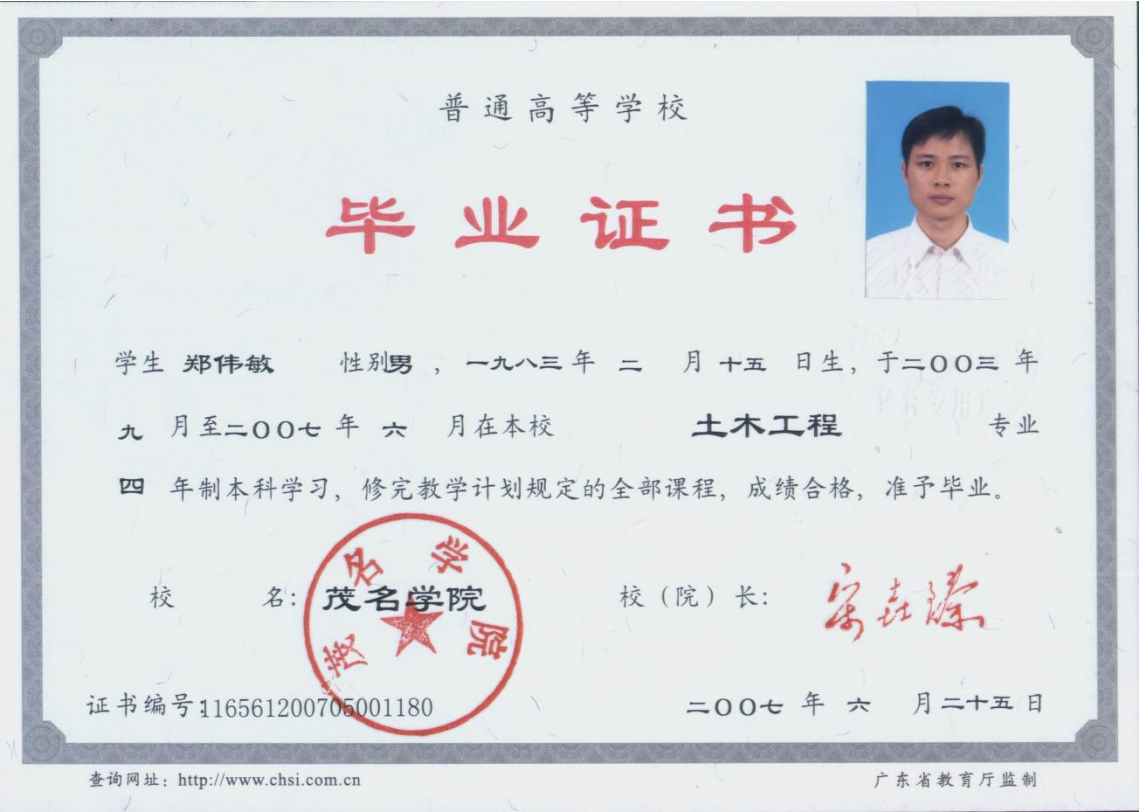 普通高等学校
毕业证书
学生 郑伟敏 性别男，一九八三年 二 月 十五 日生，于二00三年
九 月至二00七年 六 月在本校 土木工程 专业
四 年制本科学习，修完教学计划规定的全部课程，成绩合格，准予毕业。
校 名：茂名学院 校（院）长：
茂名学院
证书编号：116561200705001180 二00七 年 六 月二十五日
查询网址：http://www.chsi.com.cn 广东省教育厅监制